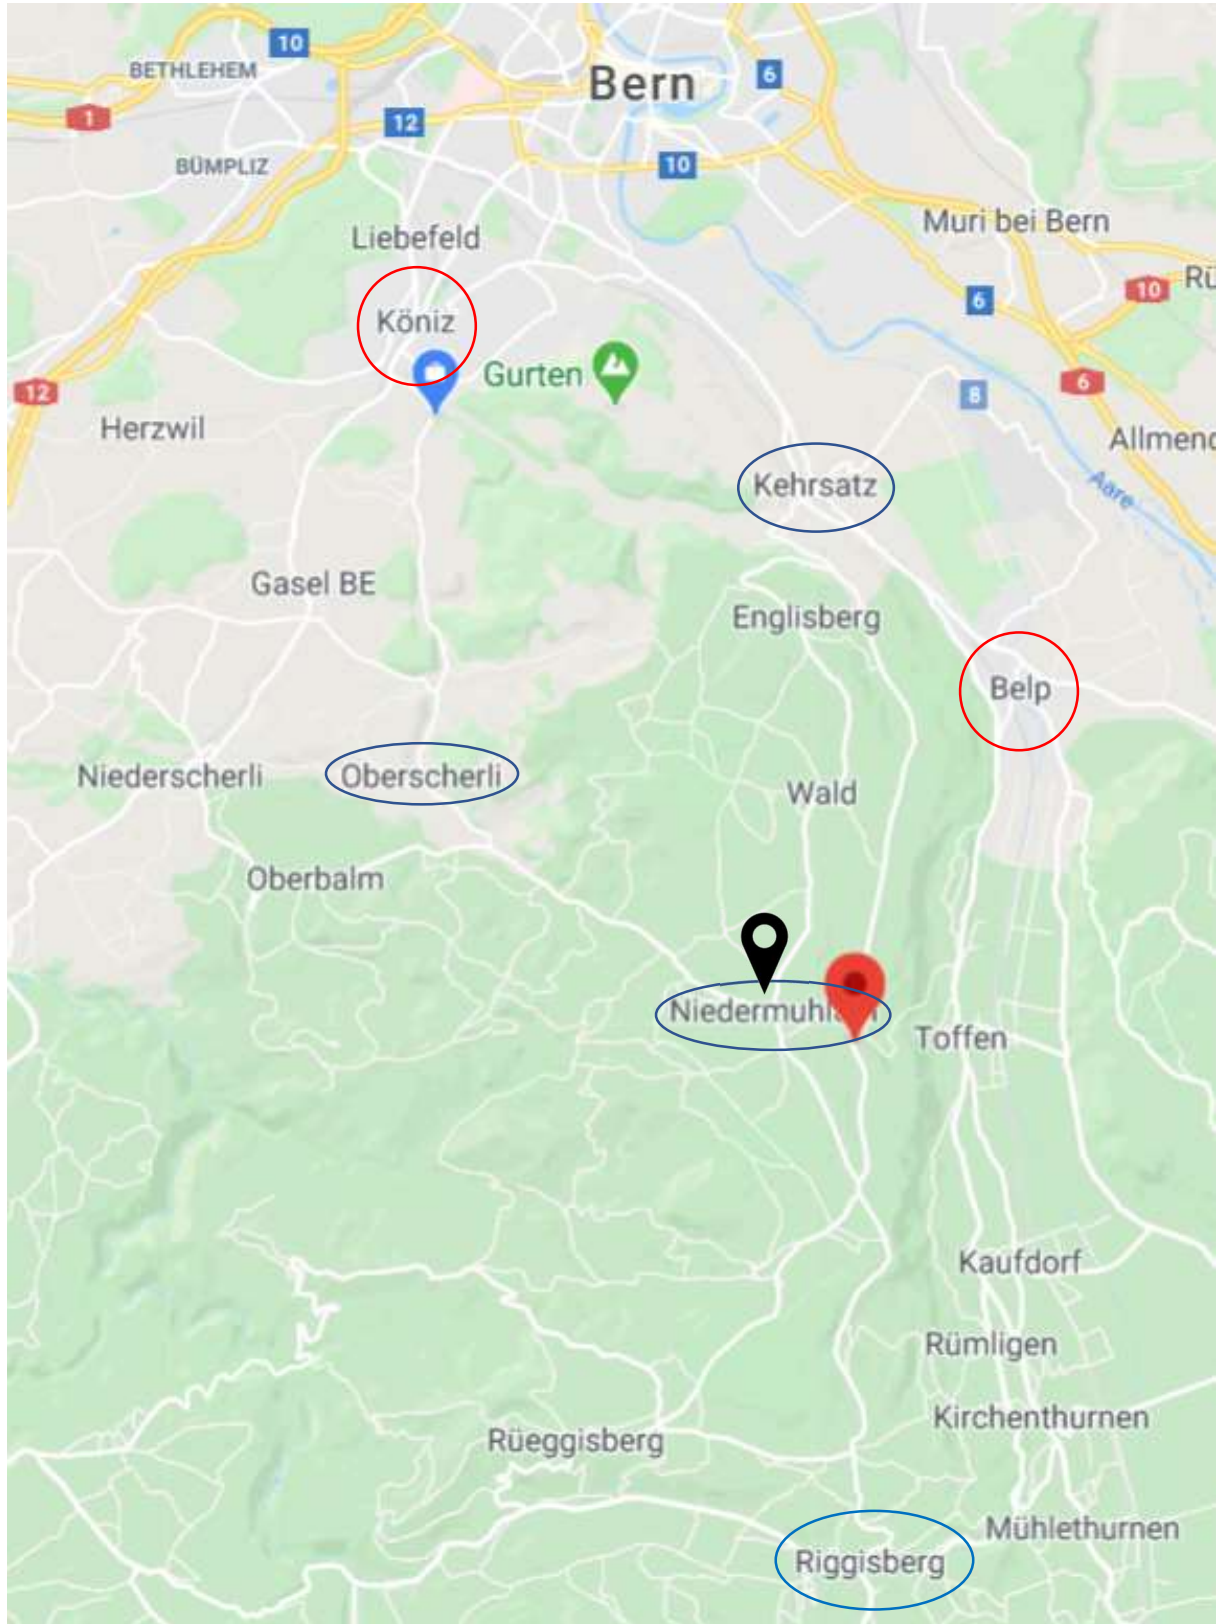 10
Bern
6
BETHLEHEM
1
12
BÜMPLIZ
10
Muri bei Bern
Liebefeld
6
10
Rü
Köniz
Gurten
12
6
8
Herzwil
Allmend
Kehrsatz
Aare
Gasel BE
Englisberg
Belp
Niederscherli
Oberscherli
Wald
Oberbalm
Niedermuhl
Toffen
Kaufdorf
Rümligen
Kirchenthurnen
Rüeggisberg
Mühlethurnen
Riggisberg